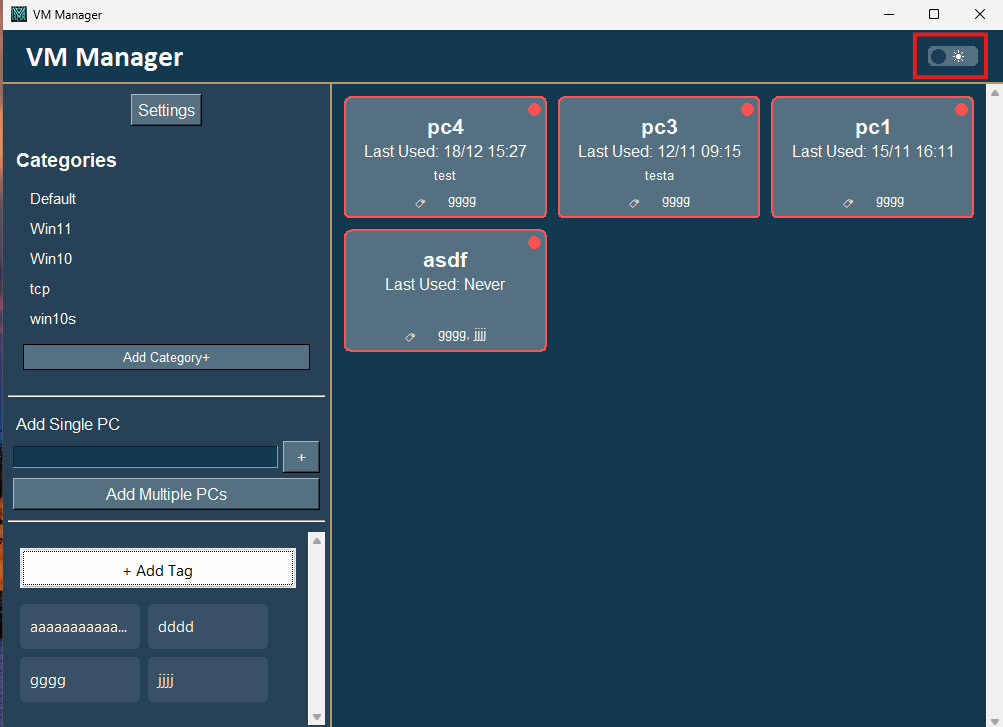 VM Manager
VM Manager
Settings
Categories
Default
Win11
Win10
tcp
win10s
Add Category+
Add Single PC
+
Add Multiple PCs
+ Add Tag
aaaaaaaaaaa...
dddd
gggg
jjjj
pc4
Last Used: 18/12 15:27
test
gggg
pc3
Last Used: 12/11 09:15
testa
gggg
pc1
Last Used: 15/11 16:11
gggg
asdf
Last Used: Never
gggg, jjjj